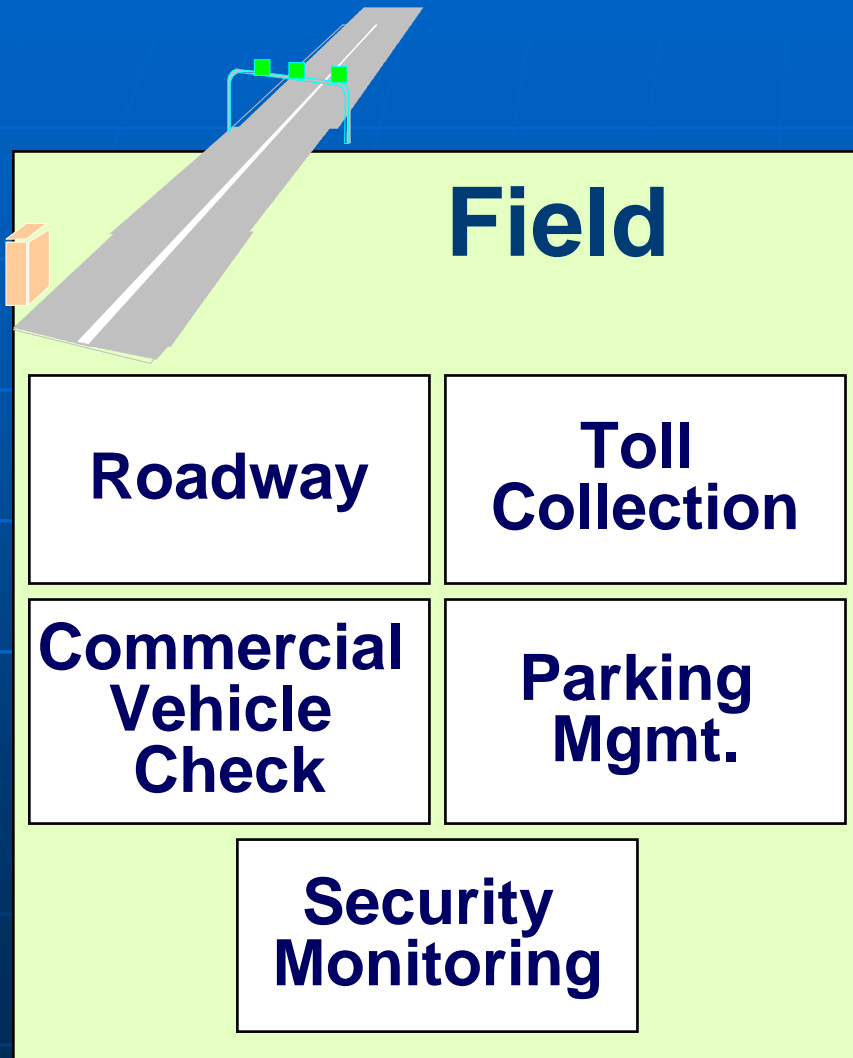 Field
Roadway
Toll
Collection
Commercial
Vehicle
Check
Parking
Mgmt.
Security
Monitoring